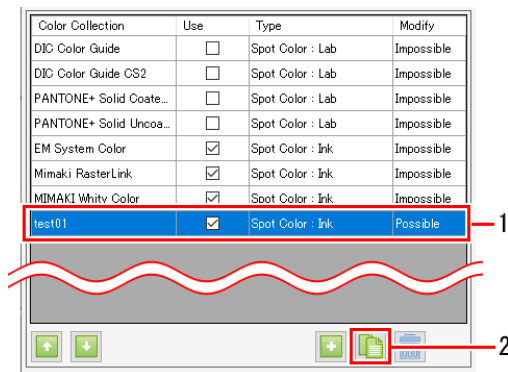 Color Collection Use Type Modify
DIC Color Guide Spot Color : Lab Impossible
DIC Color Guide CS2 Spot Color : Lab Impossible
PANTONE+ Solid Coate... Spot Color : Lab Impossible
PANTONE+ Solid Uncoa... Spot Color : Lab Impossible
EM System Color Spot Color : Ink Impossible
Mimaki RasterLink Spot Color : Ink Impossible
MIMAKI Whity Color Spot Color : Ink Impossible
test01 Spot Color : Ink Possible 1
2